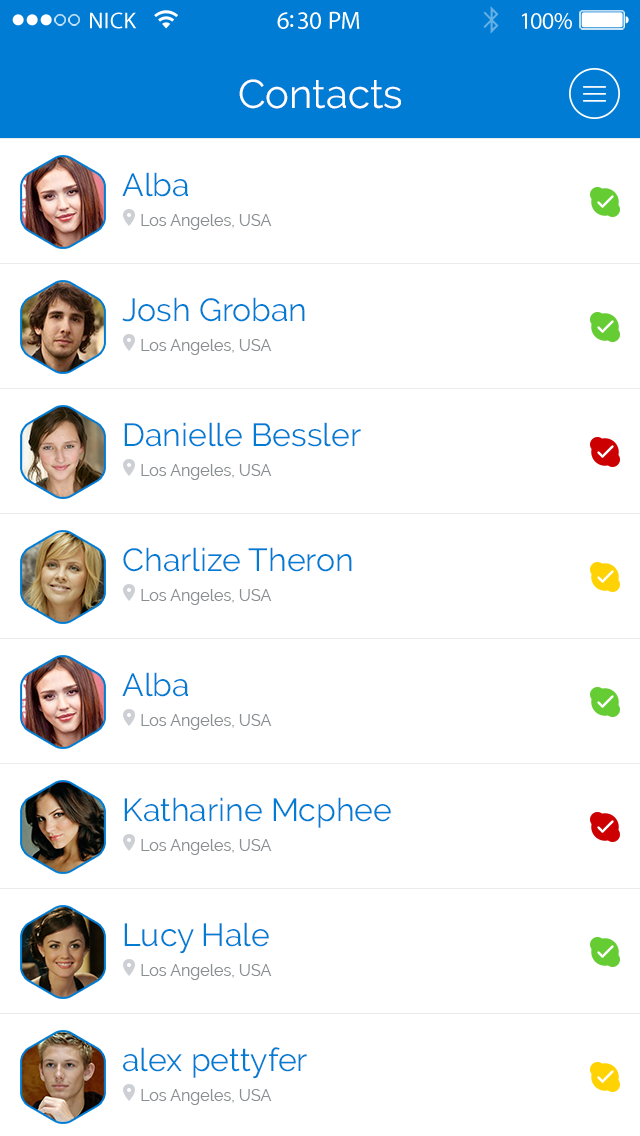 NICK 6:30 PM 100%
Contacts
Alba
Los Angeles, USA
Josh Groban
Los Angeles, USA
Danielle Bessler
Los Angeles, USA
Charlize Theron
Los Angeles, USA
Alba
Los Angeles, USA
Katharine Mcphee
Los Angeles, USA
Lucy Hale
Los Angeles, USA
alex pettyfer
Los Angeles, USA